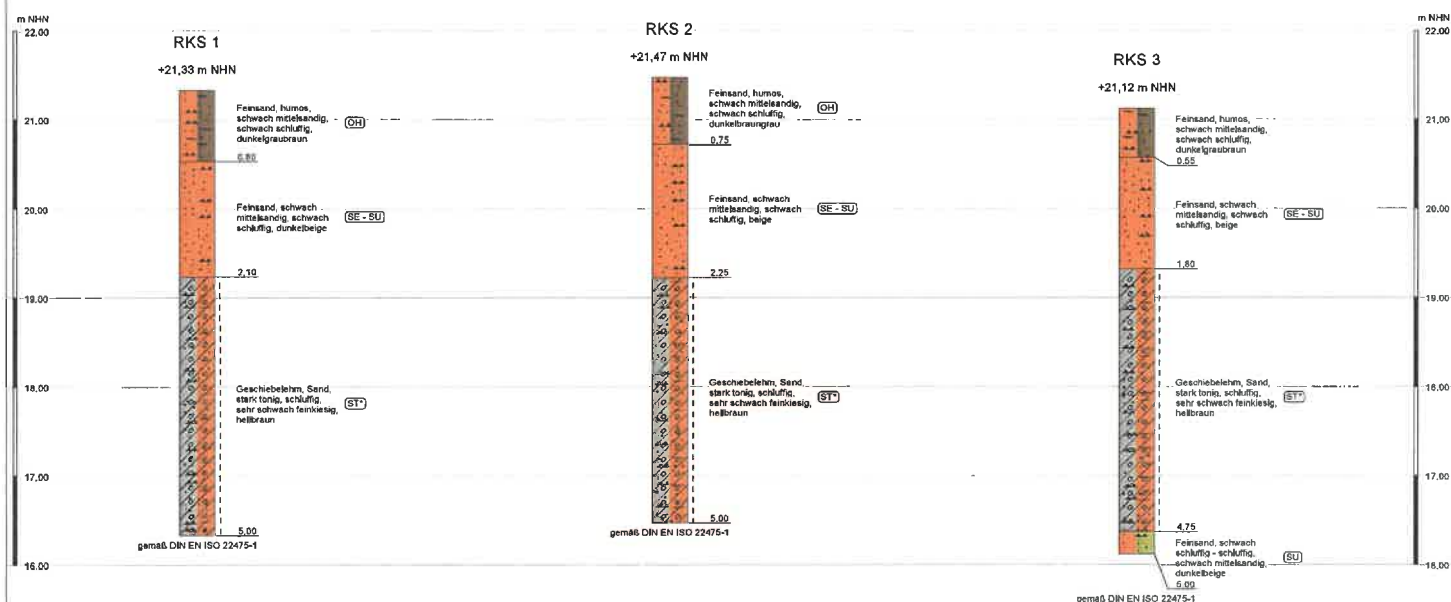 m NHN
22,00
21,00
20,00
19,00
18,00
17,00
16,00
RKS 1
+21,33 m NHN
Feinsand, humos,
schwach mittelsandig,
schwach schluffig,
dunkelgraubraun
OH
0,80
Feinsand, schwach
mittelsandig, schwach
schluffig, dunkelbeige
SE - SU
2,10
Geschiebelehm, Sand,
stark tonig, schluffig,
sehr schwach feinkiesig,
hellbraun
ST*
5,00
gemäß DIN EN ISO 22475-1
RKS 2
+21,47 m NHN
Feinsand, humos,
schwach mittelsandig,
schwach schluffig,
dunkelbraungrau
OH
0,75
Feinsand, schwach
mittelsandig, schwach
schluffig, beige
SE - SU
2,25
Geschiebelehm, Sand,
stark tonig, schluffig,
sehr schwach feinkiesig,
hellbraun
ST*
5,00
gemäß DIN EN ISO 22475-1
RKS 3
+21,12 m NHN
Feinsand, humos,
schwach mittelsandig,
schwach schluffig,
dunkelgraubraun
0,55
Feinsand, schwach
mittelsandig, schwach
schluffig, beige
SE - SU
1,80
Geschiebelehm, Sand,
stark tonig, schluffig,
sehr schwach feinkiesig,
hellbraun
ST*
4,75
Feinsand, schwach
schluffig - schluffig,
schwach mittelsandig,
dunkelbeige
SU
5,00
gemäß DIN EN ISO 22475-1
m NHN
22,00
21,00
20,00
19,00
18,00
17,00
16,00